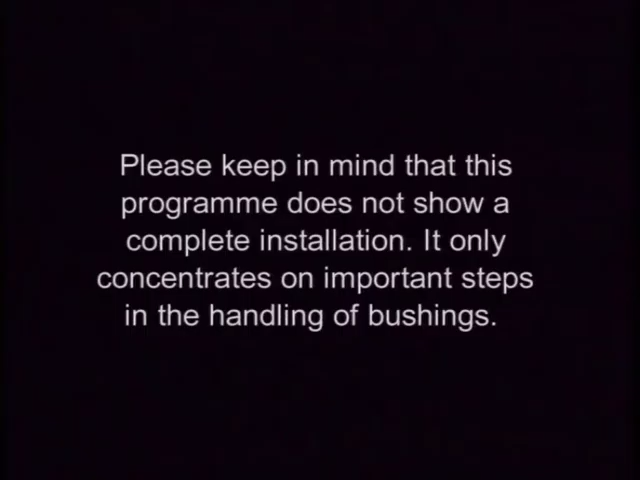 Please keep in mind that this
programme does not show a
complete installation. It only
concentrates on important steps
in the handling of bushings.